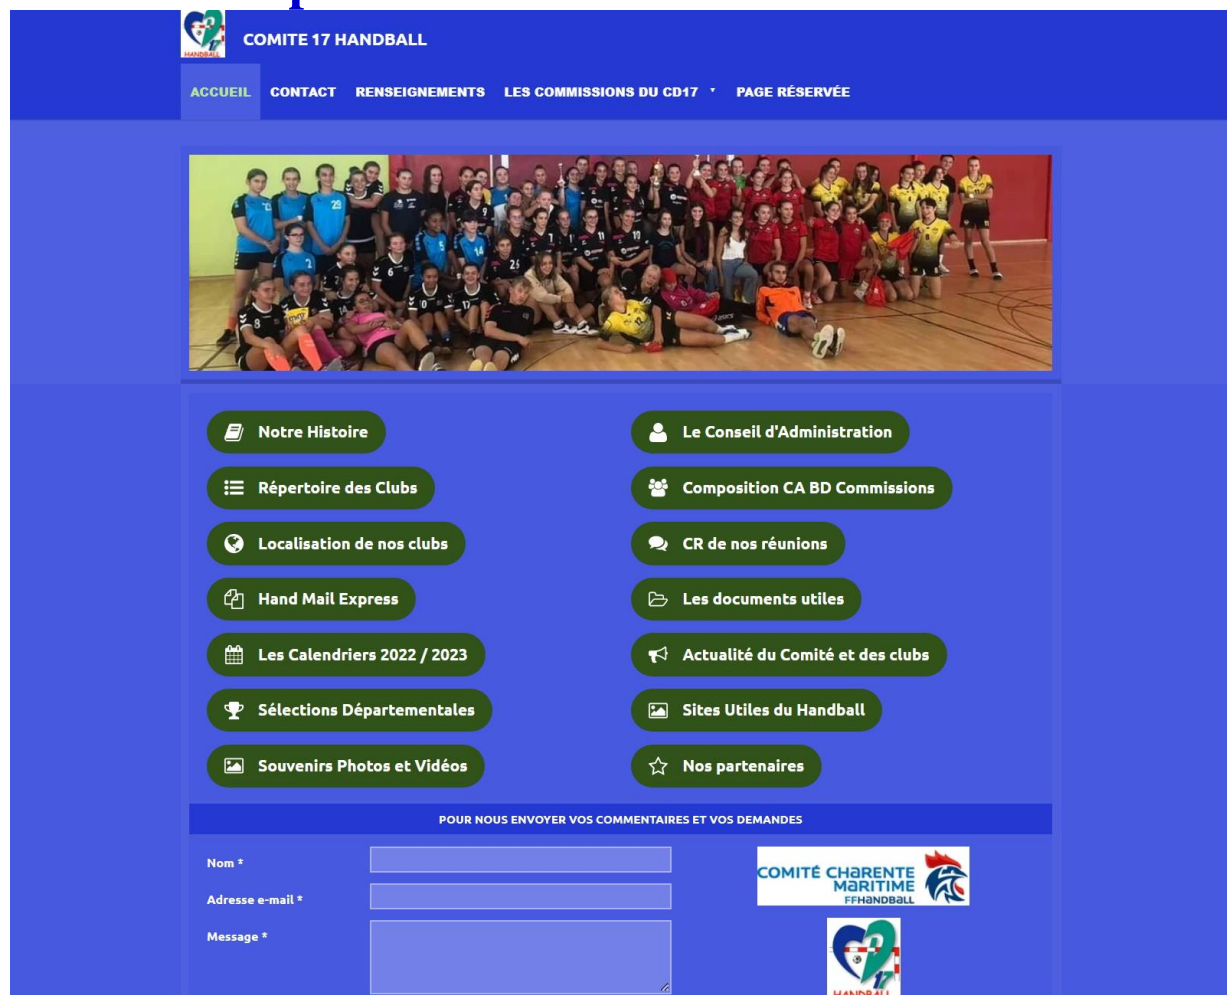 COMITE 17 HANDBALL
HANDBALL
ACCUEIL CONTACT RENSEIGNEMENTS LES COMMISSIONS DU CD17 PAGE RÉSERVÉE
Notre Histoire
Le Conseil d'Administration
Répertoire des Clubs
Composition CA BD Commissions
Localisation de nos clubs
CR de nos réunions
Hand Mail Express
Les documents utiles
Les Calendriers 2022 / 2023
Actualité du Comité et des clubs
Sélections Départementales
Sites Utiles du Handball
Souvenirs Photos et Vidéos
Nos partenaires
POUR NOUS ENVOYER VOS COMMENTAIRES ET VOS DEMANDES
Nom *
Adresse e-mail *
Message *
COMITÉ CHARENTE
MARITIME
FFHANDBALL
17
HANDBALL